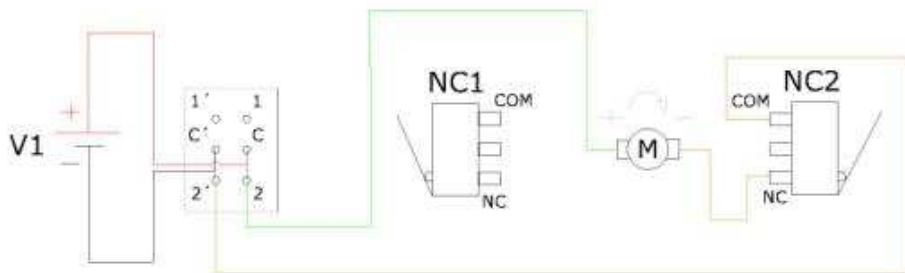 NC1
NC2
COM
COM
1´ 1
+
C´ C
V1
+ -
M
-
2´ 2
NC
NC